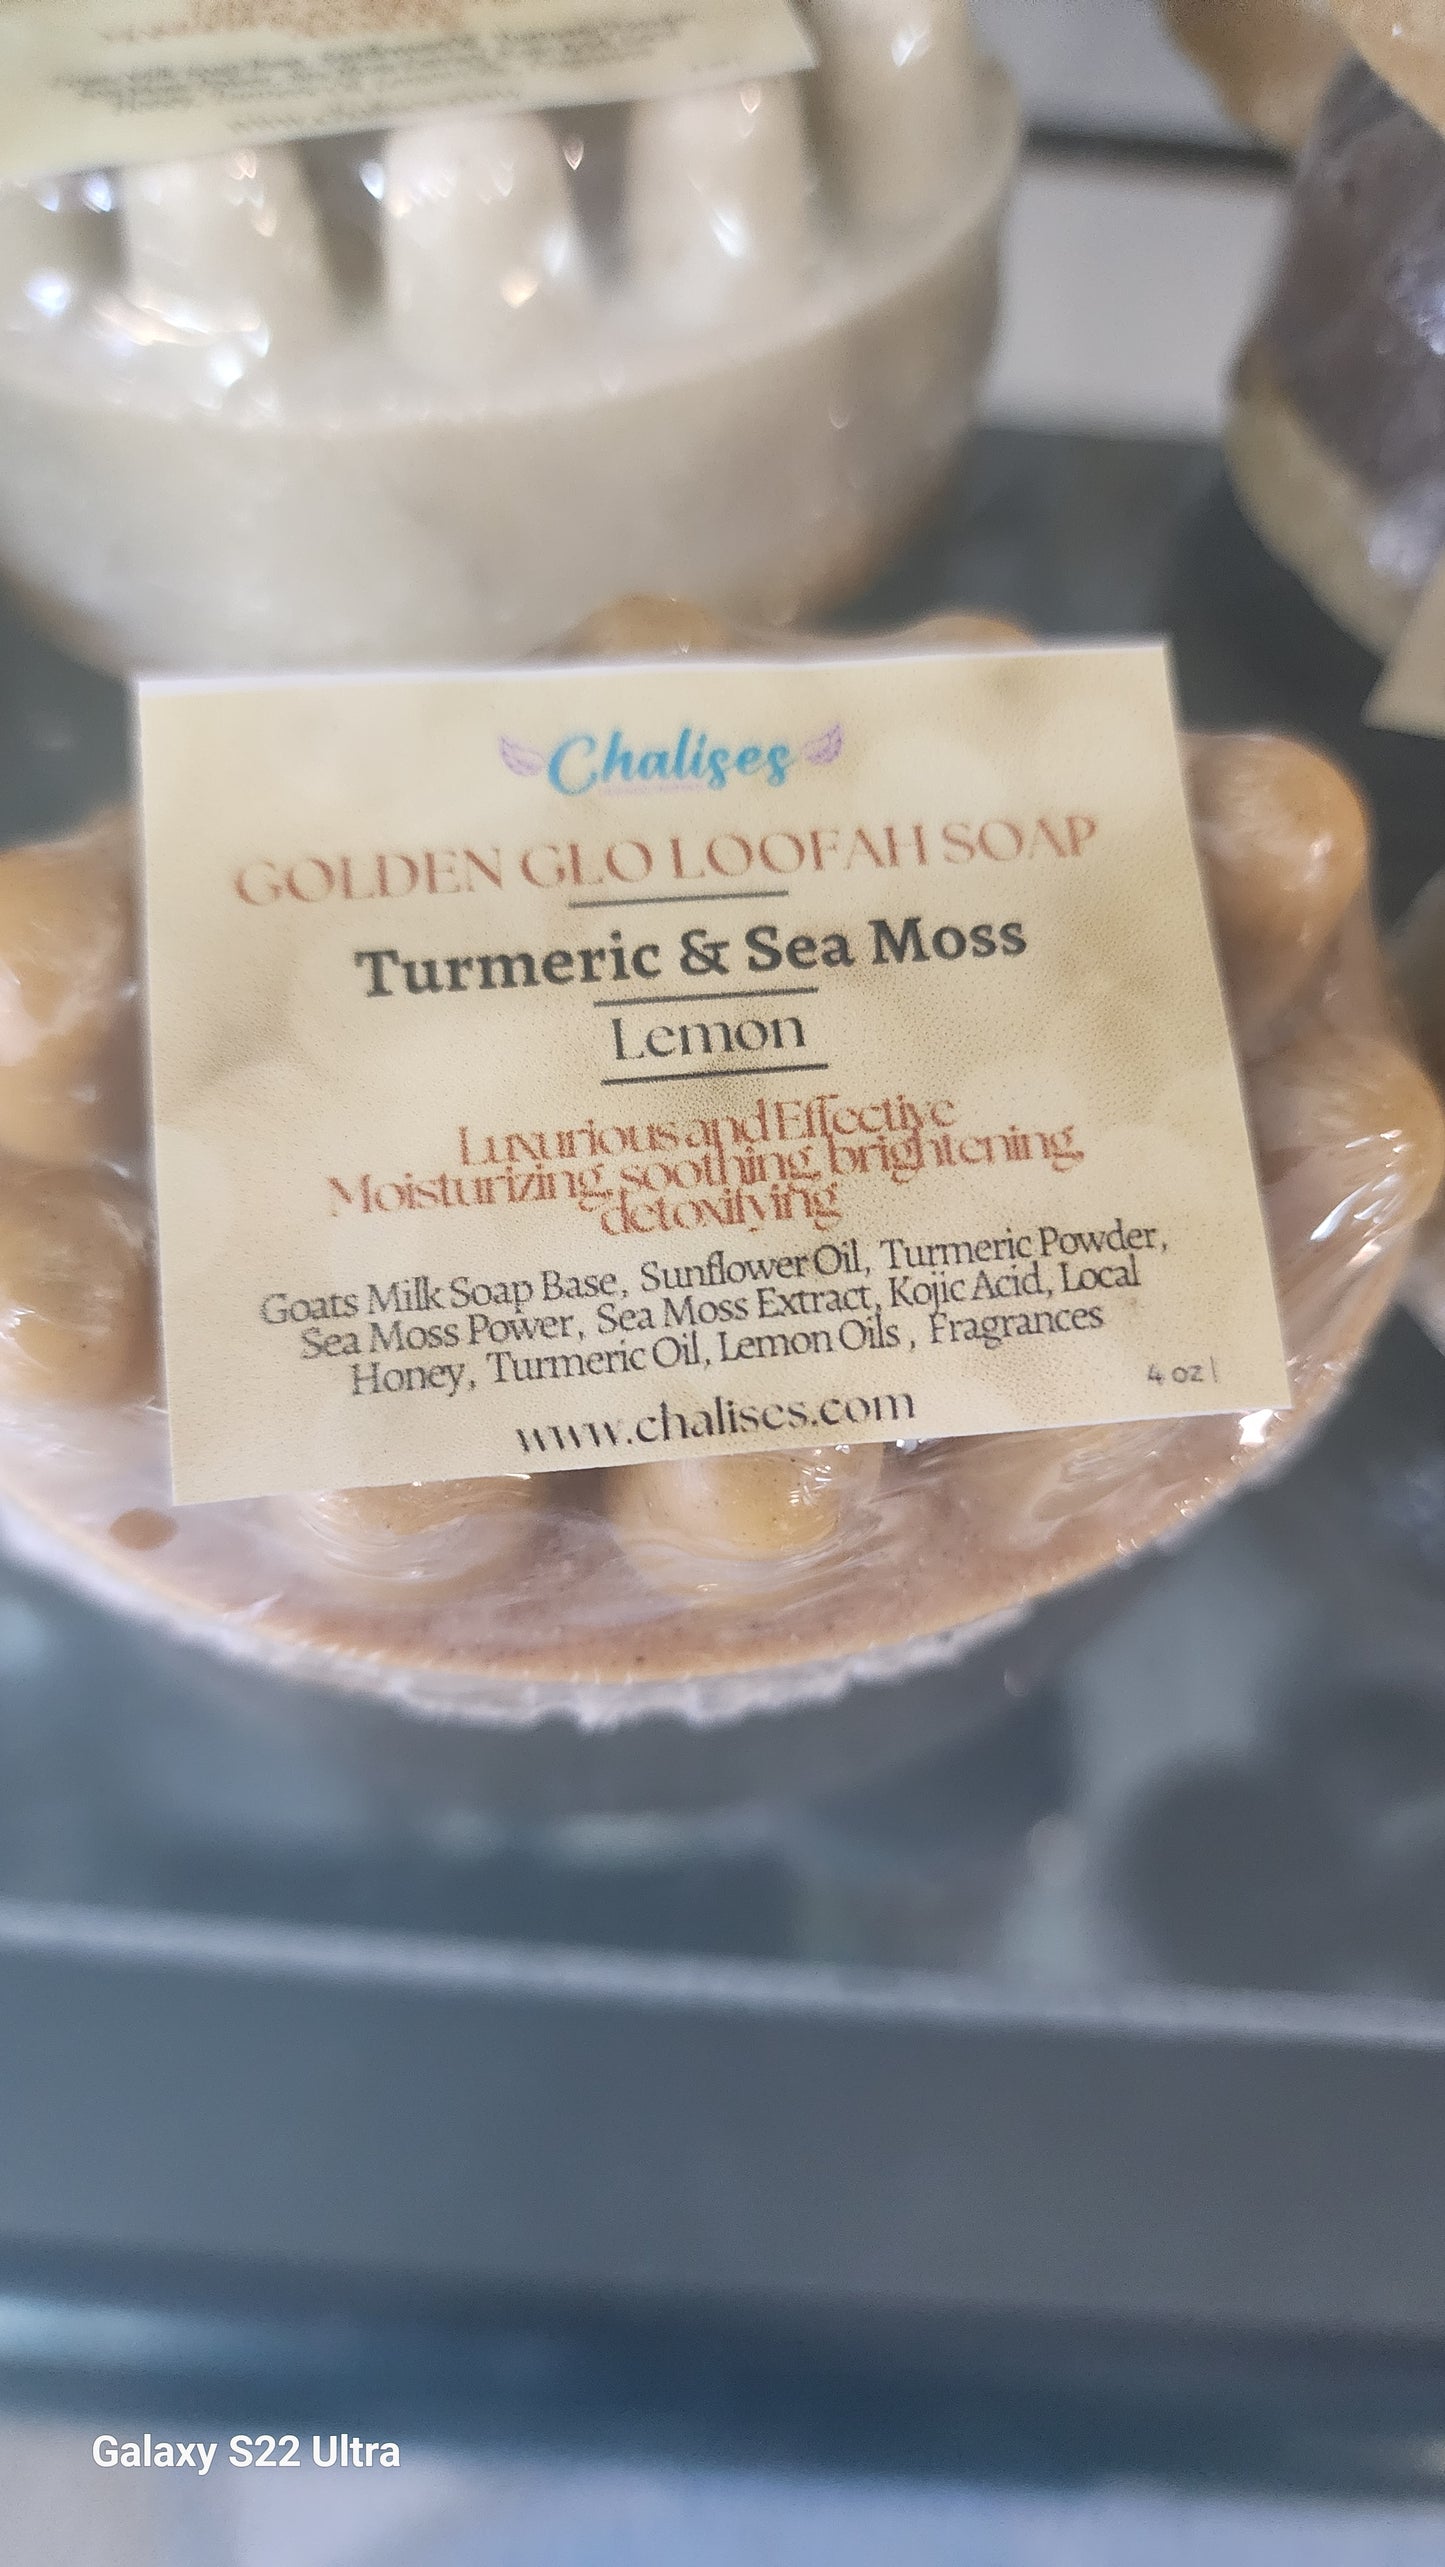 Chalises
GOLDEN GLO LOOFAH SOAP
Turmeric & Sea Moss
Lemon
Luxurious and Effective
Moisturizing, soothing, brightening,
detoxifying
Goats Milk Soap Base, Sunflower Oil, Turmeric Powder,
Sea Moss Power, Sea Moss Extract, Kojic Acid, Local
Honey, Turmeric Oil, Lemon Oils , Fragrances
4 oz |
www.chalises.com
Galaxy S22 Ultra